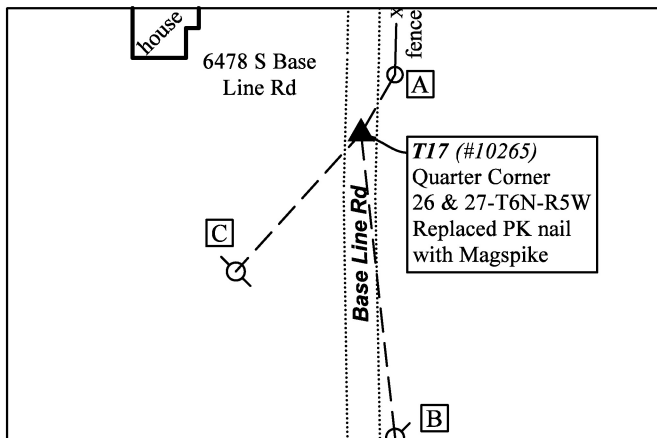 house
6478 S Base
Line Rd
x
fence
A
T17 (#10265)
Quarter Corner
26 & 27-T6N-R5W
Replaced PK nail
with Magspike
C
Base Line Rd
B